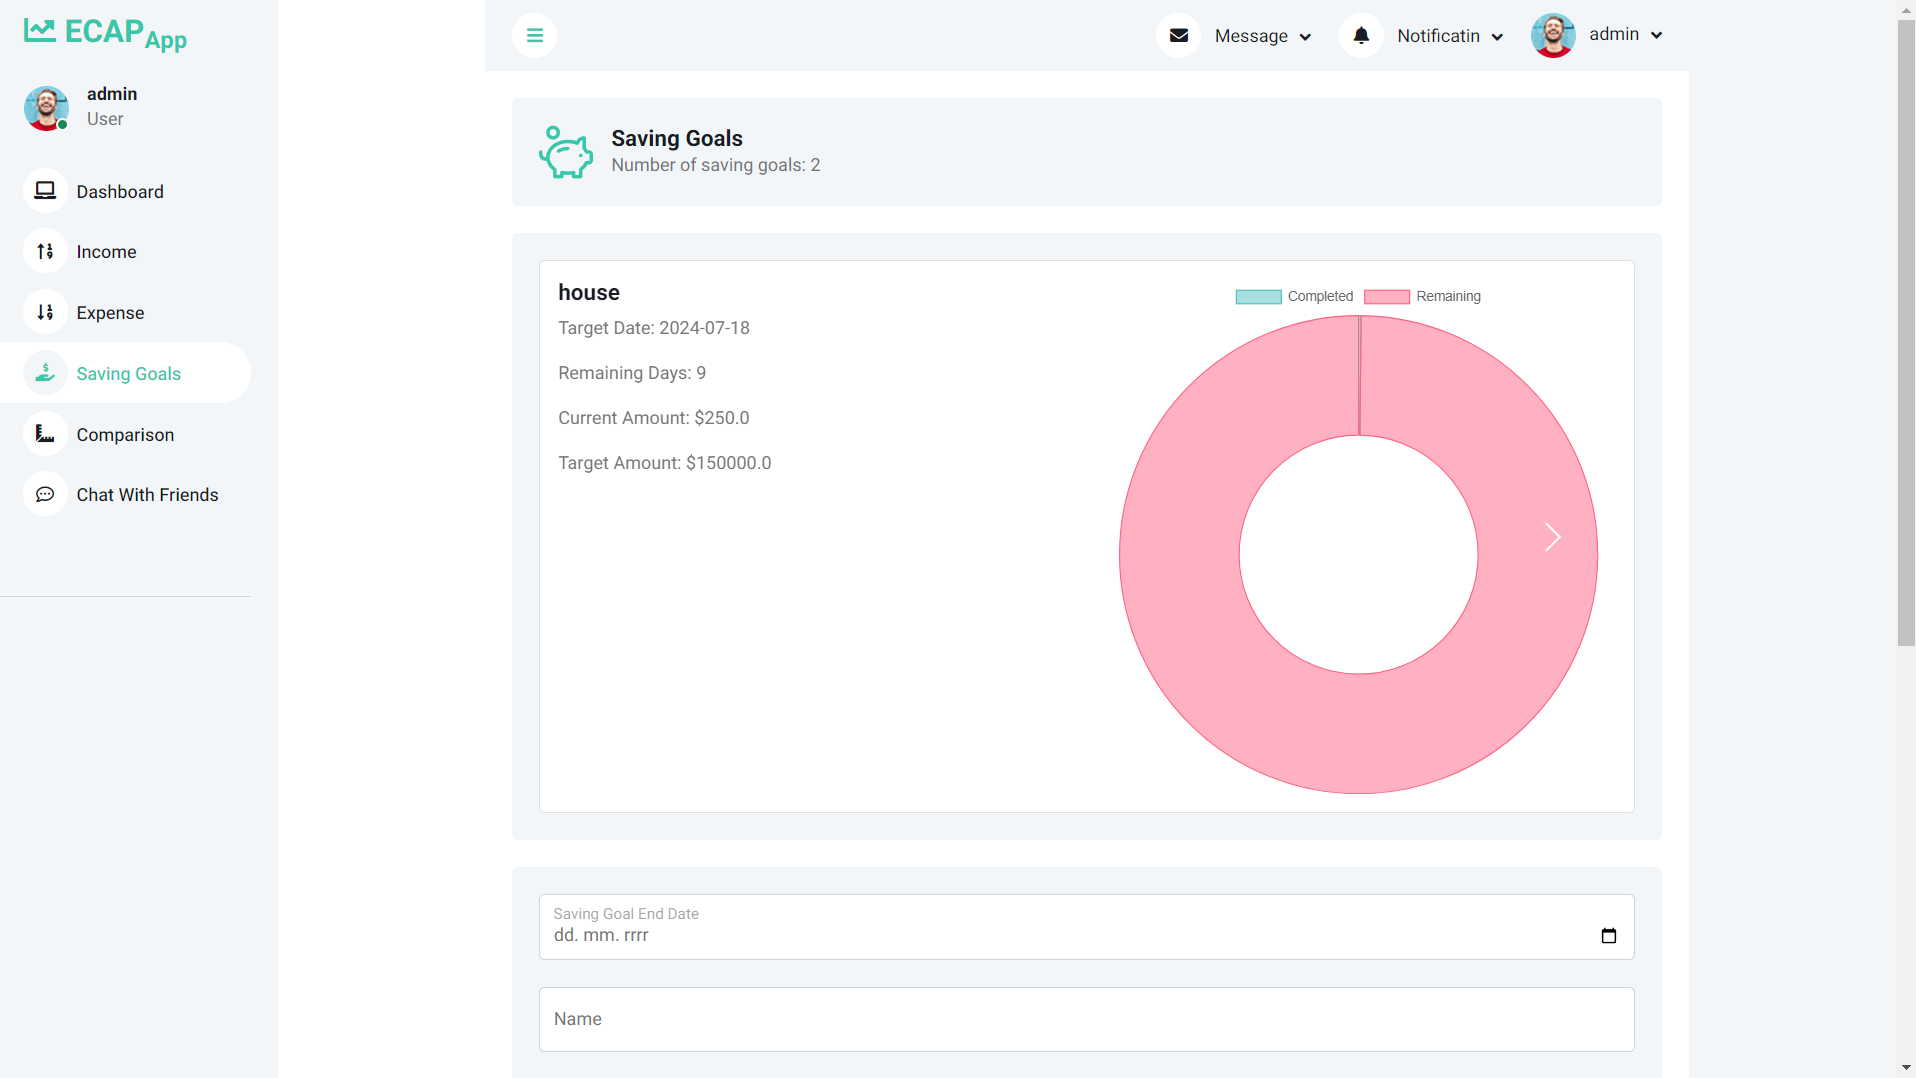 ECAP App
admin
User
Dashboard
Income
Expense
Saving Goals
Comparison
Chat With Friends
Message
Notificatin
admin
Saving Goals
Number of saving goals: 2
house
Target Date: 2024-07-18
Remaining Days: 9
Current Amount: $250.0
Target Amount: $150000.0
Completed Remaining
Saving Goal End Date
dd. mm. rrrr
Name